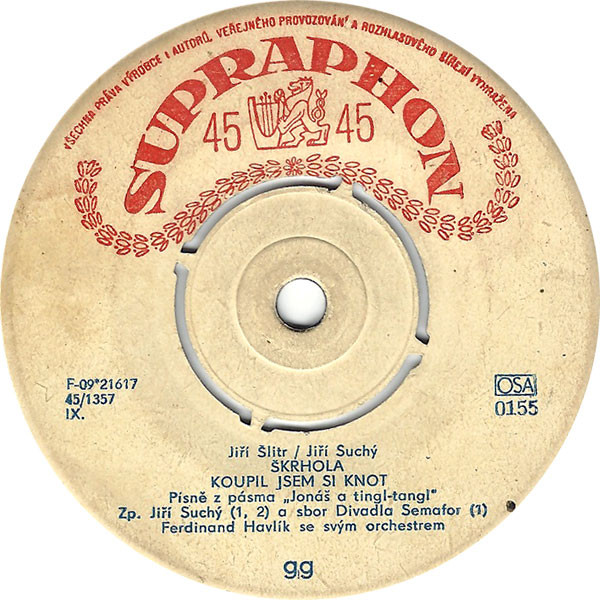 VŠECHNA PRÁVA VÝROBCE I AUTORŮ, VEŘEJNÉHO PROVOZOVÁNÍ A ROZHLASOVÉHO ŠÍŘENÍ VYHRAŽENA
SUPRAPHON
45 45
F-09*21617
45/1357
IX.
OSA
0155
Jiří Šlitr / Jiří Suchý
ŠKRHOLA
KOUPIL JSEM SI KNOT
Písně z pásma „Jonáš a tingl-tangl"
Zp. Jiří Suchý (1, 2) a sbor Divadla Semafor (1)
Ferdinand Havlík se svým orchestrem
gg